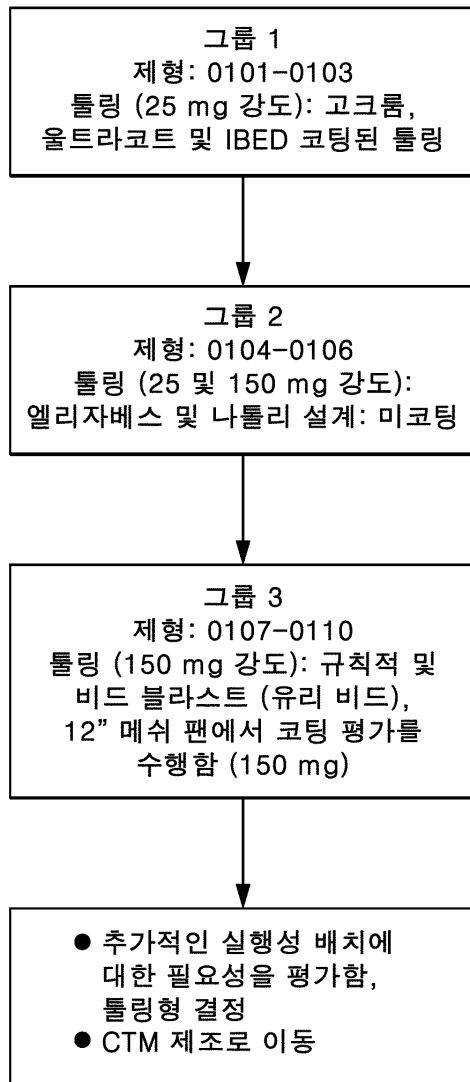 그룹 1
제형: 0101-0103
툴링 (25 mg 강도): 고크룸,
울트라코트 및 IBED 코팅된 툴링
그룹 2
제형: 0104-0106
툴링 (25 및 150 mg 강도):
엘리자베스 및 나톨리 설계: 미코팅
그룹 3
제형: 0107-0110
툴링 (150 mg 강도): 규칙적 및
비드 블라스트 (유리 비드),
12” 메쉬 팬에서 코팅 평가를
수행함 (150 mg)
● 추가적인 실행성 배치에
대한 필요성을 평가함,
툴링형 결정
● CTM 제조로 이동